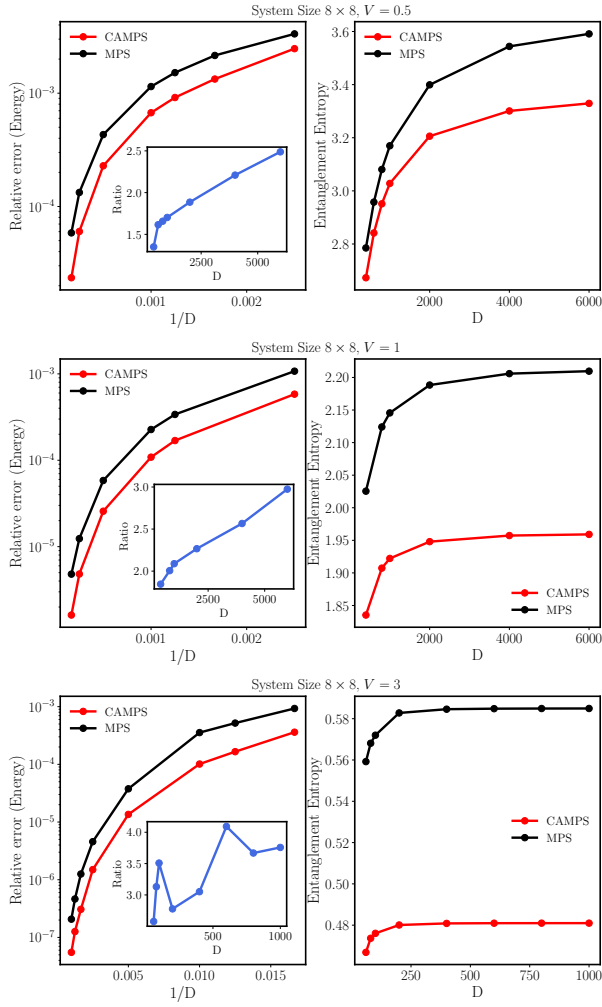 System Size 8 × 8, V = 0.5
Relative error (Energy)
10⁻³
10⁻⁴
CAMPS
MPS
Ratio
2.5
2.0
1.5
2500
5000
D
0.001
0.002
1/D
Entanglement Entropy
3.6
3.4
3.2
3.0
2.8
CAMPS
MPS
2000
4000
6000
D
System Size 8 × 8, V = 1
Relative error (Energy)
10⁻³
10⁻⁴
10⁻⁵
CAMPS
MPS
Ratio
3.0
2.5
2.0
2500
5000
D
0.001
0.002
1/D
Entanglement Entropy
2.20
2.15
2.10
2.05
2.00
1.95
1.90
1.85
CAMPS
MPS
2000
4000
6000
D
System Size 8 × 8, V = 3
Relative error (Energy)
10⁻³
10⁻⁴
10⁻⁵
10⁻⁶
10⁻⁷
CAMPS
MPS
Ratio
4.0
3.5
3.0
500
1000
D
0.005
0.010
0.015
1/D
Entanglement Entropy
0.58
0.56
0.54
0.52
0.50
0.48
CAMPS
MPS
250
500
750
1000
D